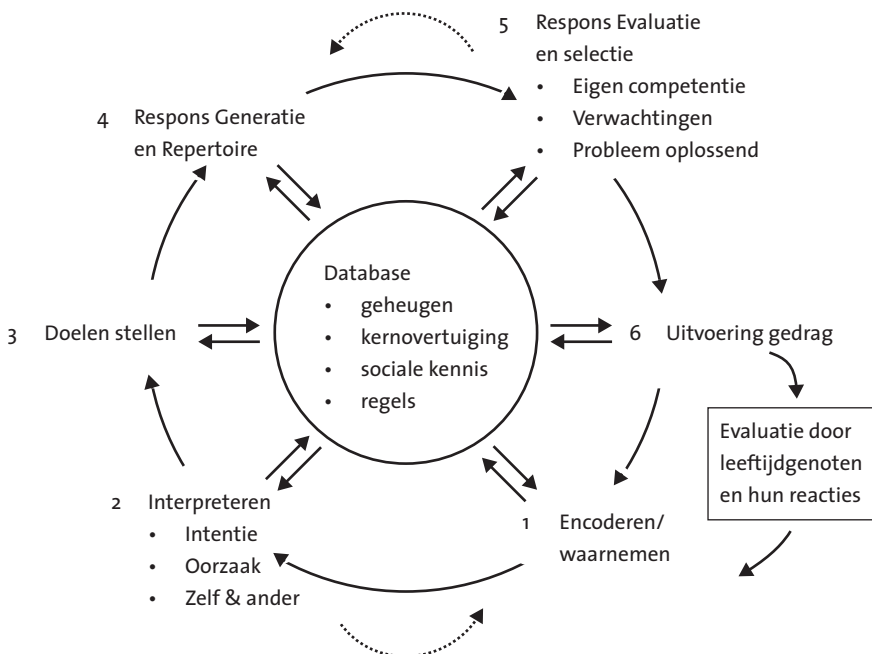 5 Respons Evaluatie
en selectie
• Eigen competentie
• Verwachtingen
• Probleem oplossend
4 Respons Generatie
en Repertoire
Database
• geheugen
• kernovertuiging
• sociale kennis
• regels
3 Doelen stellen
6 Uitvoering gedrag
Evaluatie door
leeftijdgenoten
en hun reacties
2 Interpreteren
• Intentie
• Oorzaak
• Zelf & ander
1 Encoderen/
waarnemen